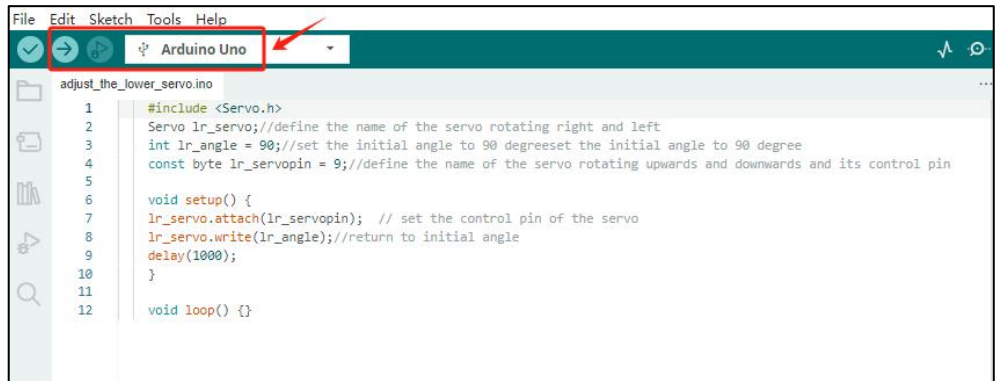 File Edit Sketch Tools Help
Arduino Uno
adjust_the_lower_servo.ino
1 #include <Servo.h>
2 Servo lr_servo;//define the name of the servo rotating right and left
3 int lr_angle = 90;//set the initial angle to 90 degreeset the initial angle to 90 degree
4 const byte lr_servopin = 9;//define the name of the servo rotating upwards and downwards and its control pin
5
6 void setup() {
7 lr_servo.attach(lr_servopin);  // set the control pin of the servo
8 lr_servo.write(lr_angle);//return to initial angle
9 delay(1000);
10 }
11
12 void loop() {}